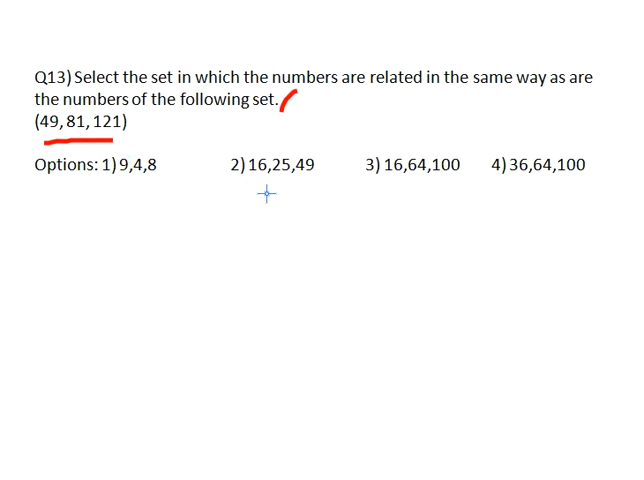 Q13) Select the set in which the numbers are related in the same way as are
the numbers of the following set.
(49, 81, 121)
Options: 1) 9,4,8 2) 16,25,49 3) 16,64,100 4) 36,64,100